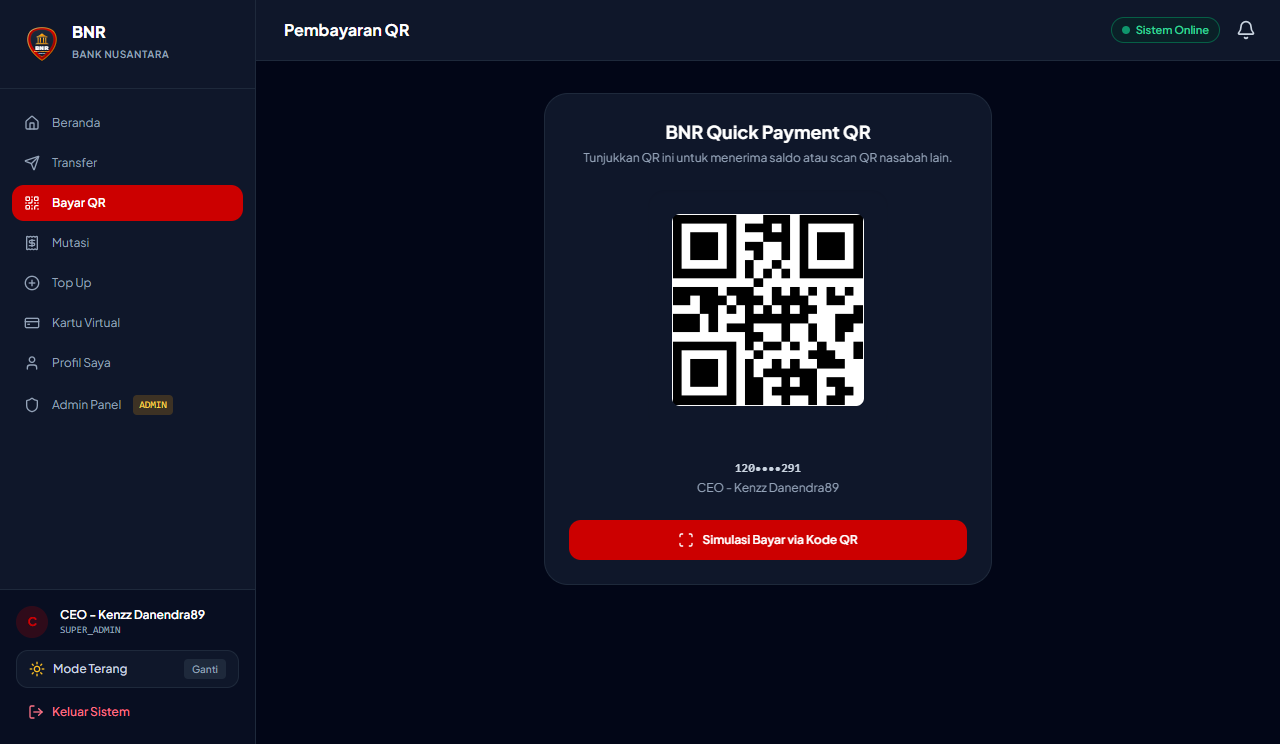 BNR
BANK NUSANTARA
BNR
Beranda
Transfer
Bayar QR
Mutasi
Top Up
Kartu Virtual
Profil Saya
Admin Panel ADMIN
C
CEO - Kenzz Danendra89
SUPER_ADMIN
Mode Terang Ganti
Keluar Sistem
Pembayaran QR
Sistem Online
BNR Quick Payment QR
Tunjukkan QR ini untuk menerima saldo atau scan QR nasabah lain.
120••••291
CEO - Kenzz Danendra89
Simulasi Bayar via Kode QR